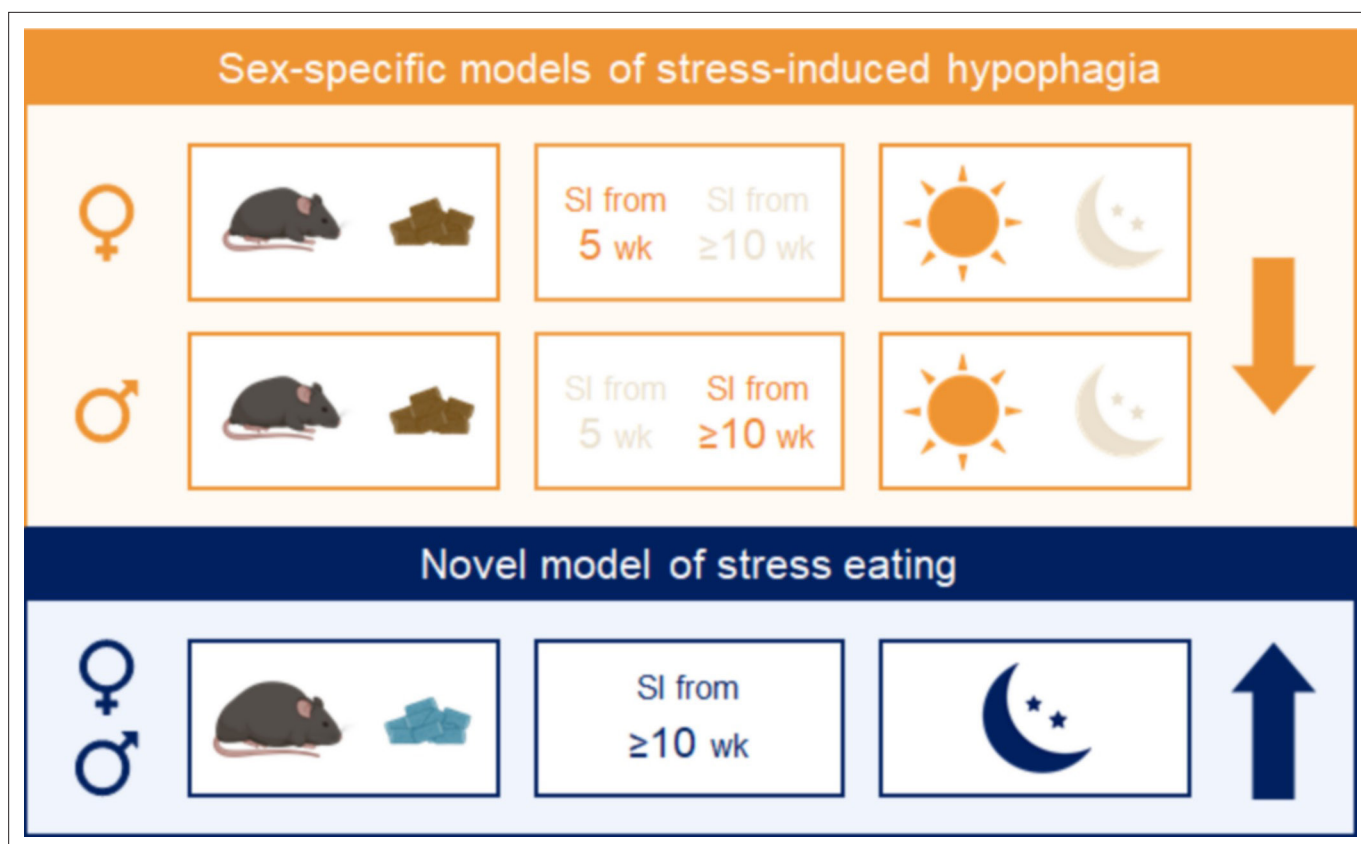 Sex-specific models of stress-induced hypophagia
SI from
5 wk
SI from
≥10 wk
SI from
5 wk
SI from
≥10 wk
Novel model of stress eating
SI from
≥10 wk